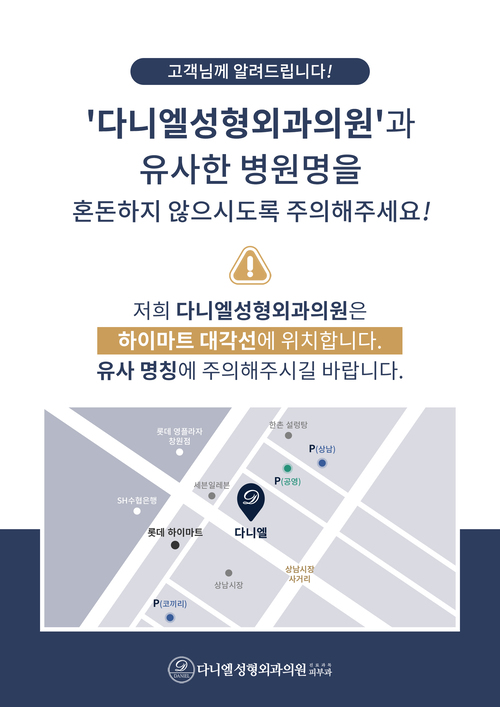 고객님께 알려드립니다!
'다니엘성형외과의원'과
유사한 병원명을
혼돈하지 않으시도록 주의해주세요!
저희 다니엘성형외과의원은
하이마트 대각선에 위치합니다.
유사 명칭에 주의해주시길 바랍니다.
한촌 설렁탕
롯데 영플라자
창원점
P(상남)
세븐일레븐
P(공영)
SH수협은행
롯데 하이마트
다니엘
상남시장
사거리
상남시장
P(코끼리)
DANIEL
다니엘성형외과의원
피부과